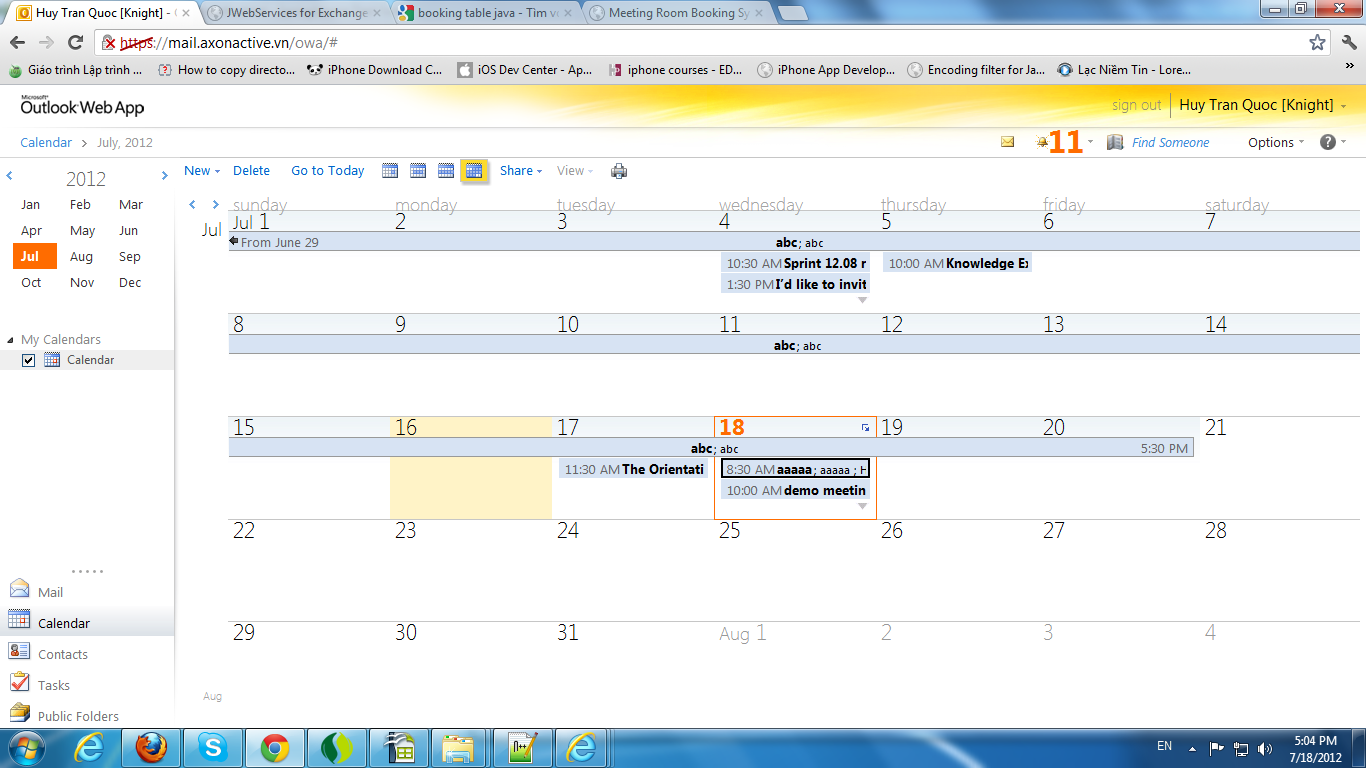 Huy Tran Quoc [Knight] - 
JWebServices for Exchange
booking table java - Tim
Meeting Room Booking Sy
https://mail.axonactive.vn/owa/#
Giáo trình Lập trình ...
How to copy directo...
iPhone Download C...
iOS Dev Center - Ap...
iphone courses - ED...
iPhone App Develop...
Encoding filter for Ja...
Lạc Niềm Tin - Lore...
»
Microsoft®
Outlook Web App
sign out
Huy Tran Quoc [Knight]
Calendar > July, 2012
11
Find Someone
Options
?
New
Delete
Go to Today
Share
View
2012
Jan Feb Mar
Apr May Jun
Jul Aug Sep
Oct Nov Dec
My Calendars
Calendar
Mail
Calendar
Contacts
Tasks
Public Folders
Jul
sunday monday tuesday wednesday thursday friday saturday
Jul 1 2 3 4 5 6 7
From June 29 abc; abc
10:30 AM Sprint 12.08 r
10:00 AM Knowledge Ex
1:30 PM I'd like to invit
8 9 10 11 12 13 14
abc; abc
15 16 17 18 19 20 21
abc; abc 5:30 PM
11:30 AM The Orientati
8:30 AM aaaaa; aaaaa ; H
10:00 AM demo meetin
22 23 24 25 26 27 28
29 30 31 Aug 1 2 3 4
Aug
N++
EN
5:04 PM
7/18/2012